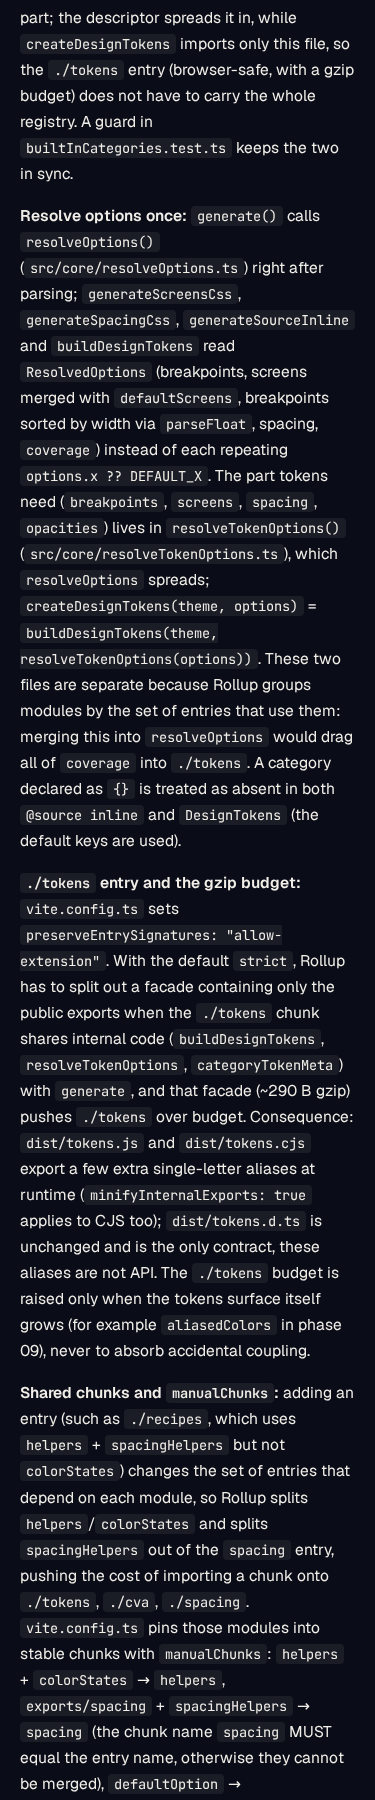 part; the descriptor spreads it in, while
createDesignTokens imports only this file, so
the ./tokens entry (browser-safe, with a gzip
budget) does not have to carry the whole
registry. A guard in
builtInCategories.test.ts keeps the two
in sync.
Resolve options once: generate() calls
resolveOptions()
(src/core/resolveOptions.ts) right after
parsing; generateScreensCss,
generateSpacingCss, generateSourceInline
and buildDesignTokens read
ResolvedOptions (breakpoints, screens
merged with defaultScreens, breakpoints
sorted by width via parseFloat, spacing,
coverage) instead of each repeating
options.x ?? DEFAULT_X. The part tokens
need (breakpoints, screens, spacing,
opacities) lives in resolveTokenOptions()
(src/core/resolveTokenOptions.ts), which
resolveOptions spreads;
createDesignTokens(theme, options) =
buildDesignTokens(theme,
resolveTokenOptions(options)). These two
files are separate because Rollup groups
modules by the set of entries that use them:
merging this into resolveOptions would drag
all of coverage into ./tokens. A category
declared as {} is treated as absent in both
@source inline and DesignTokens (the
default keys are used).
./tokens entry and the gzip budget:
vite.config.ts sets
preserveEntrySignatures: "allow-
extension". With the default strict, Rollup
has to split out a facade containing only the
public exports when the ./tokens chunk
shares internal code (buildDesignTokens,
resolveTokenOptions, categoryTokenMeta)
with generate, and that facade (~290 B gzip)
pushes ./tokens over budget. Consequence:
dist/tokens.js and dist/tokens.cjs
export a few extra single-letter aliases at
runtime (minifyInternalExports: true
applies to CJS too); dist/tokens.d.ts is
unchanged and is the only contract, these
aliases are not API. The ./tokens budget is
raised only when the tokens surface itself
grows (for example aliasedColors in phase
09), never to absorb accidental coupling.
Shared chunks and manualChunks: adding an
entry (such as ./recipes, which uses
helpers + spacingHelpers but not
colorStates) changes the set of entries that
depend on each module, so Rollup splits
helpers/colorStates and splits
spacingHelpers out of the spacing entry,
pushing the cost of importing a chunk onto
./tokens, ./cva, ./spacing.
vite.config.ts pins those modules into
stable chunks with manualChunks: helpers
+ colorStates → helpers,
exports/spacing + spacingHelpers →
spacing (the chunk name spacing MUST
equal the entry name, otherwise they cannot
be merged), defaultOption →